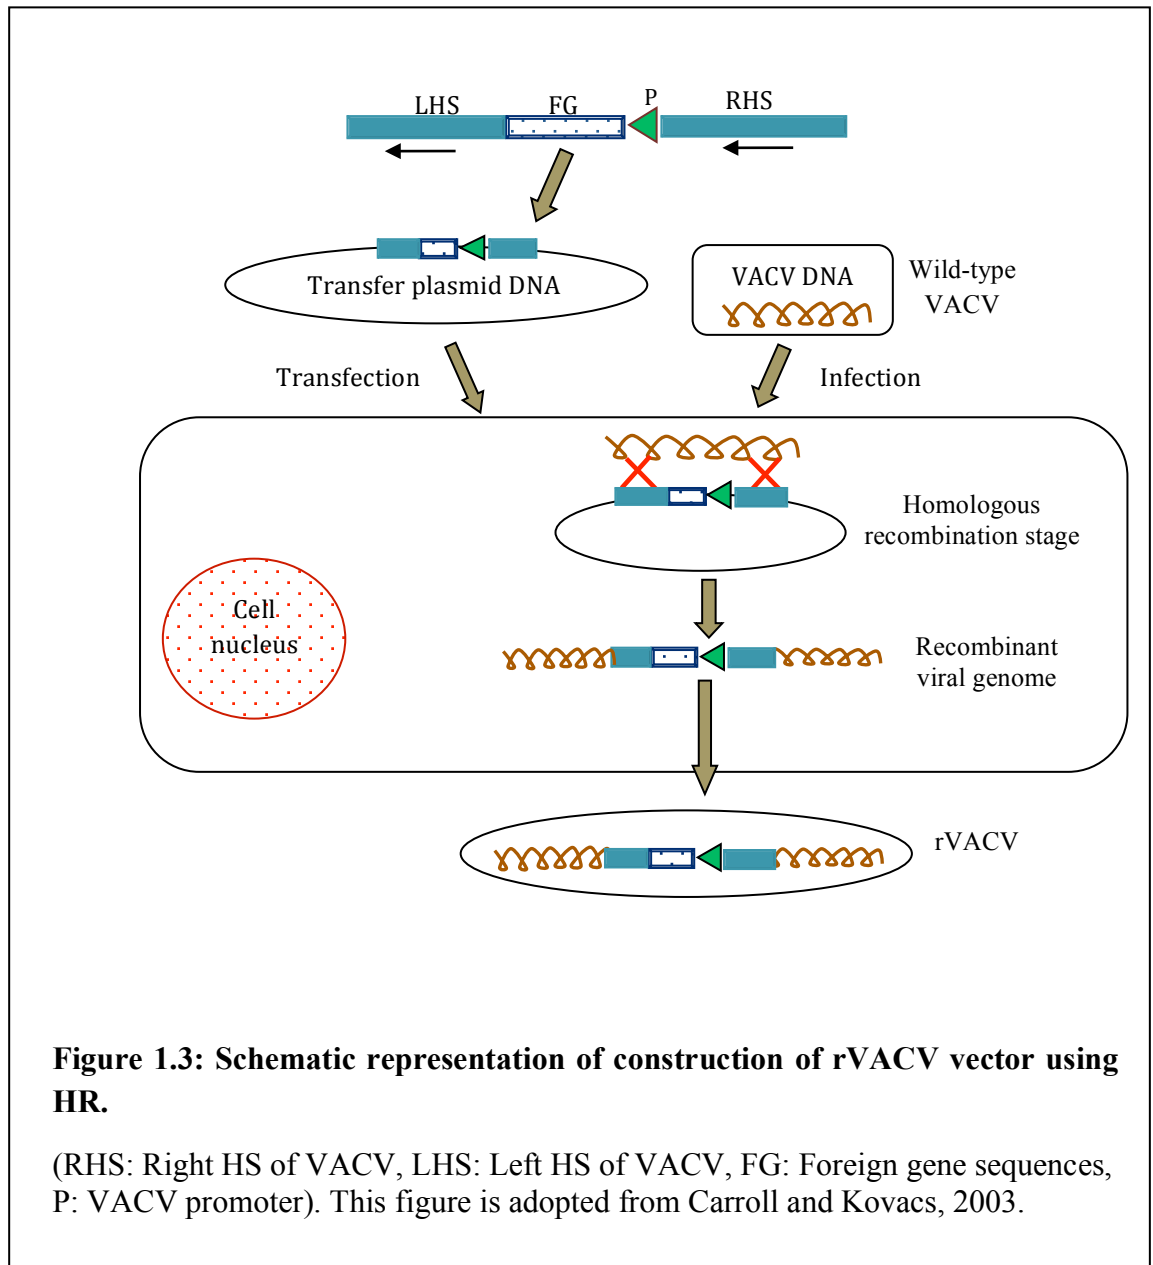 LHS FG P RHS
Transfer plasmid DNA
VACV DNA
Wild-type
VACV
Transfection
Infection
Homologous
recombination stage
Cell
nucleus
Recombinant
viral genome
rVACV
Figure 1.3: Schematic representation of construction of rVACV vector using
HR.
(RHS: Right HS of VACV, LHS: Left HS of VACV, FG: Foreign gene sequences,
P: VACV promoter). This figure is adopted from Carroll and Kovacs, 2003.